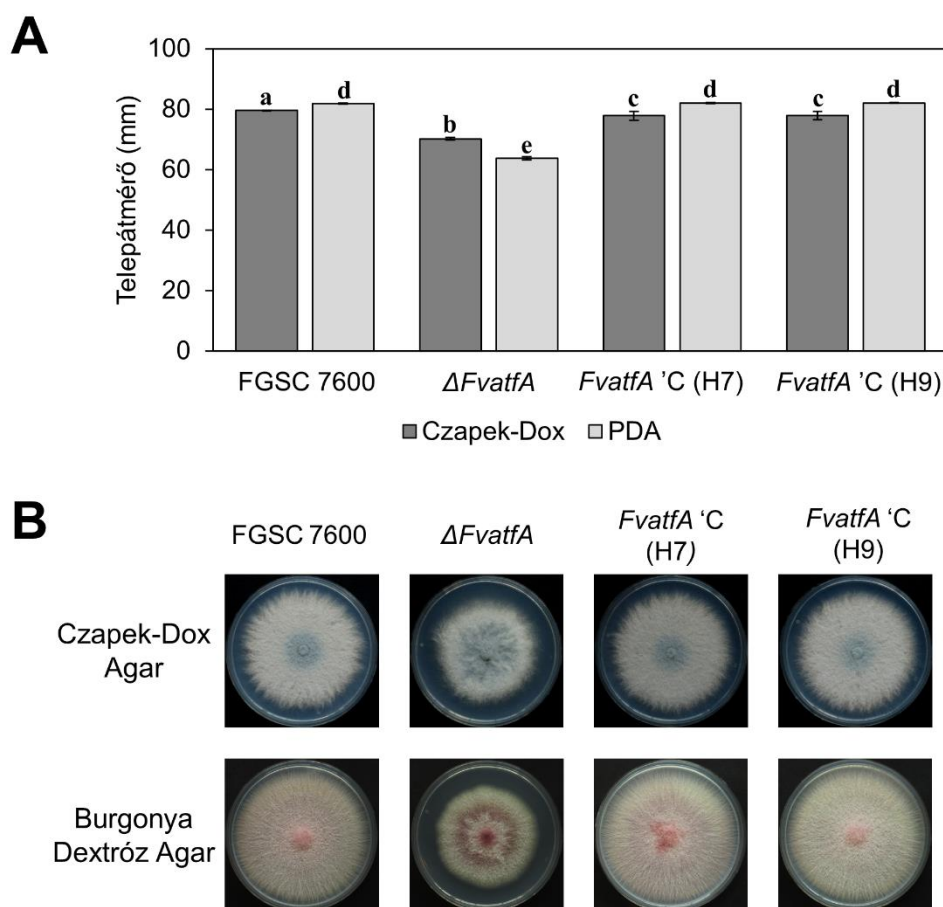 A
Telepátmérő (mm)
100
80
60
40
20
0
a
d
b
e
c
d
c
d
FGSC 7600
ΔFvatfA
FvatfA ’C (H7)
FvatfA ’C (H9)
Czapek-Dox
PDA
B
FGSC 7600
ΔFvatfA
FvatfA ‘C
(H7)
FvatfA ‘C
(H9)
Czapek-Dox
Agar
Burgonya
Dextróz Agar